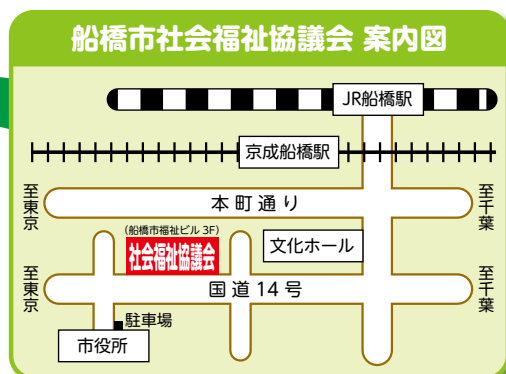 船橋市社会福祉協議会 案内図
JR船橋駅
京成船橋駅
至東京
本町通り
至千葉
(船橋市福祉ビル3F)
社会福祉協議会
文化ホール
至東京
国道14号
至千葉
駐車場
市役所